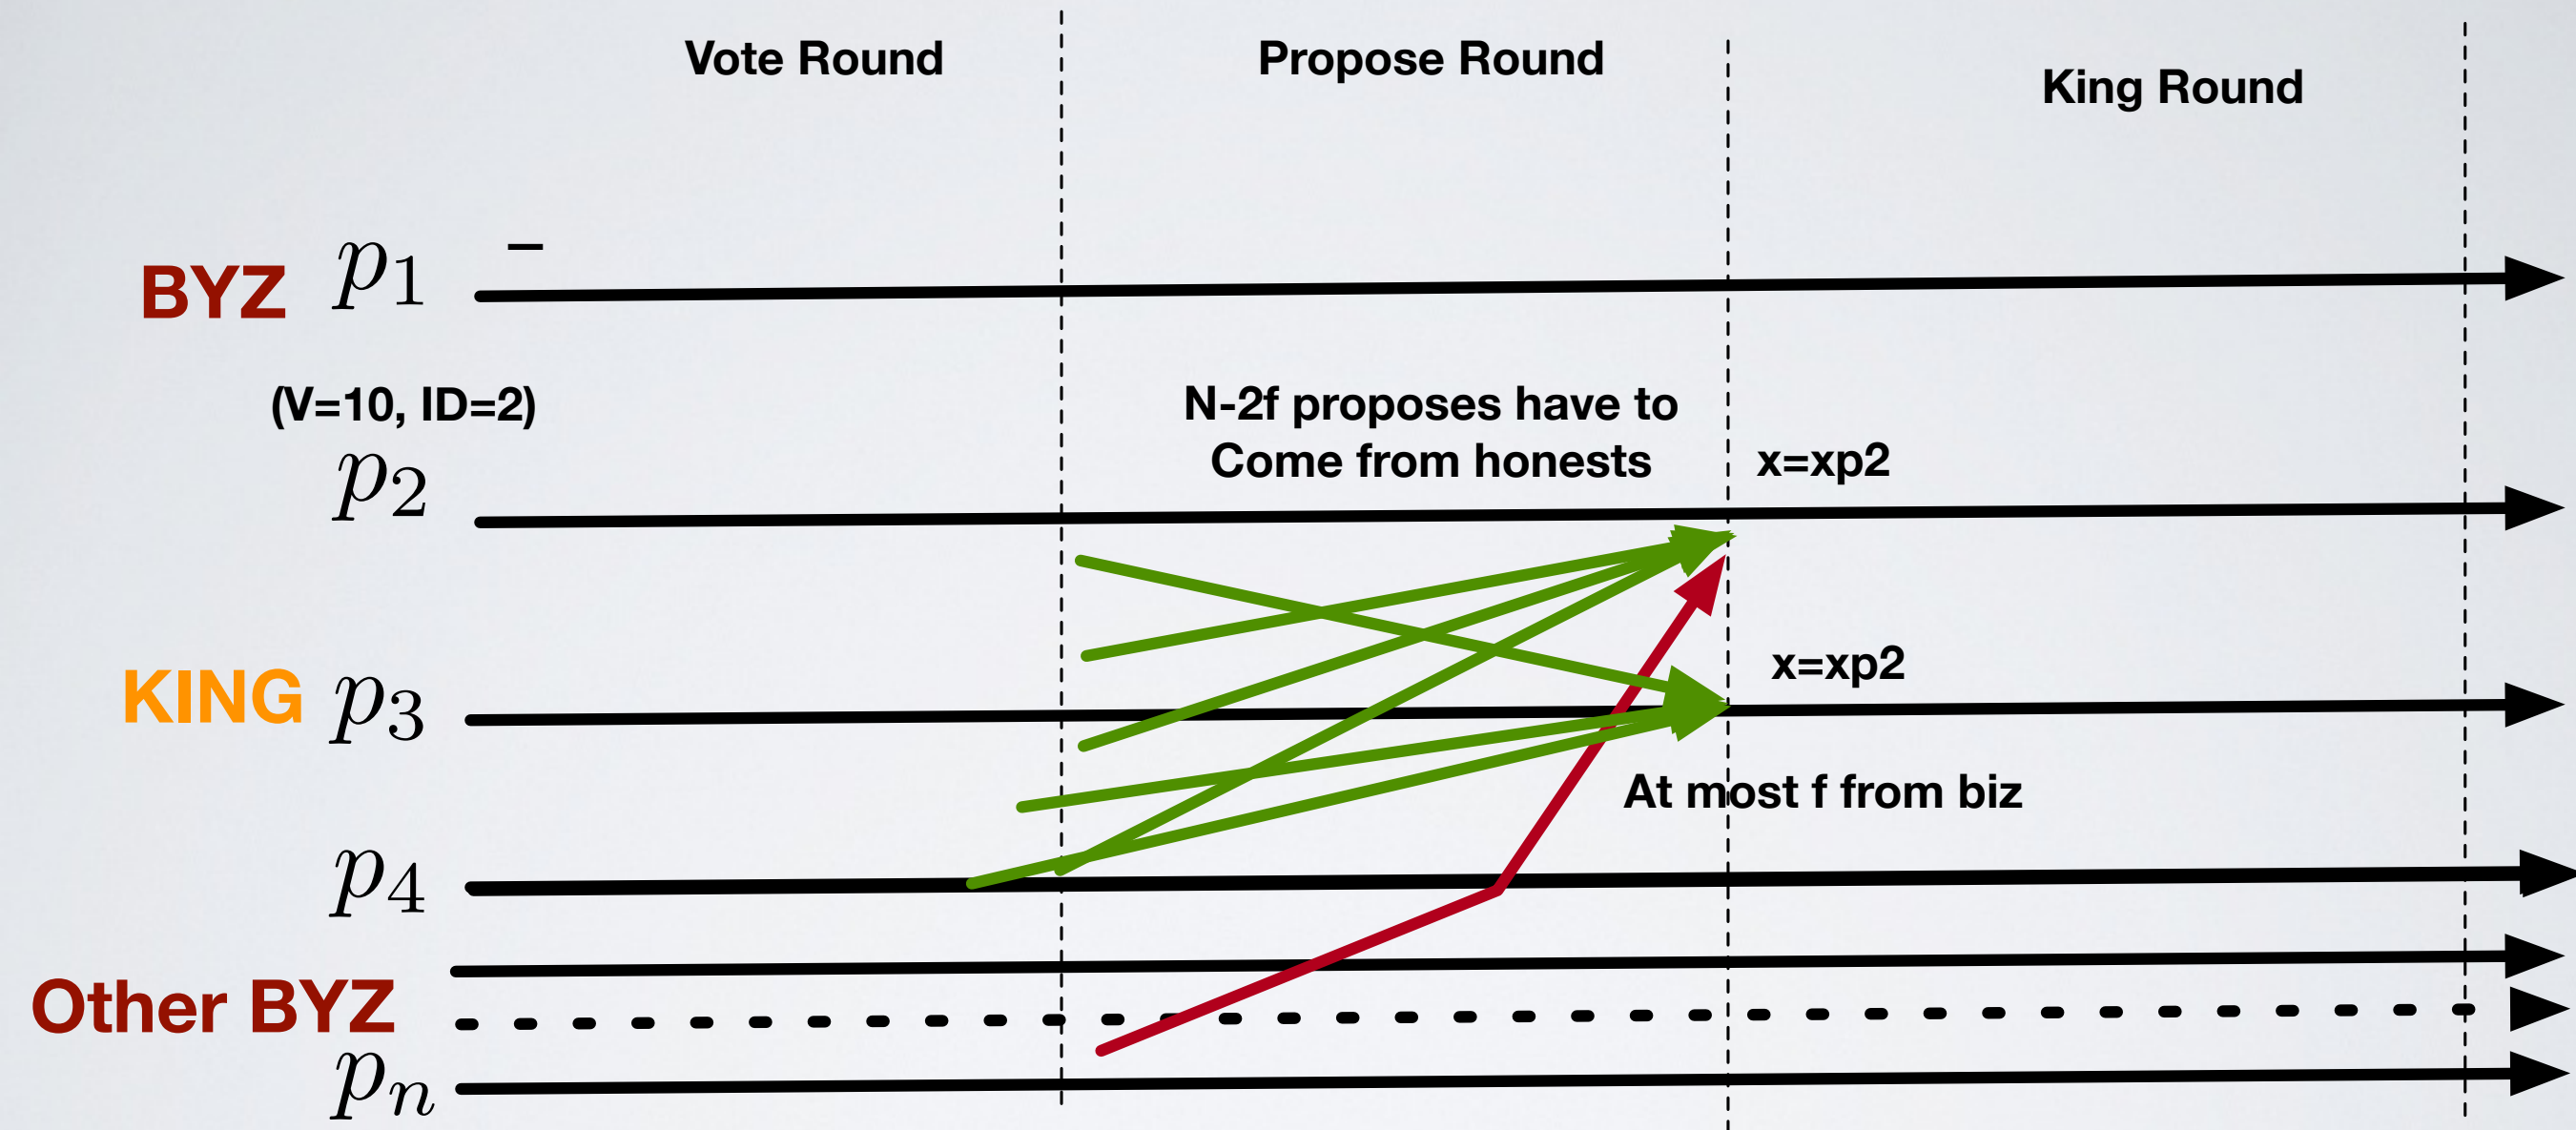 Vote Round
Propose Round
King Round
BYZ p1 –
(V=10, ID=2)
p2
N-2f proposes have to
Come from honests
x=xp2
KING p3
x=xp2
At most f from biz
p4
Other BYZ
pn